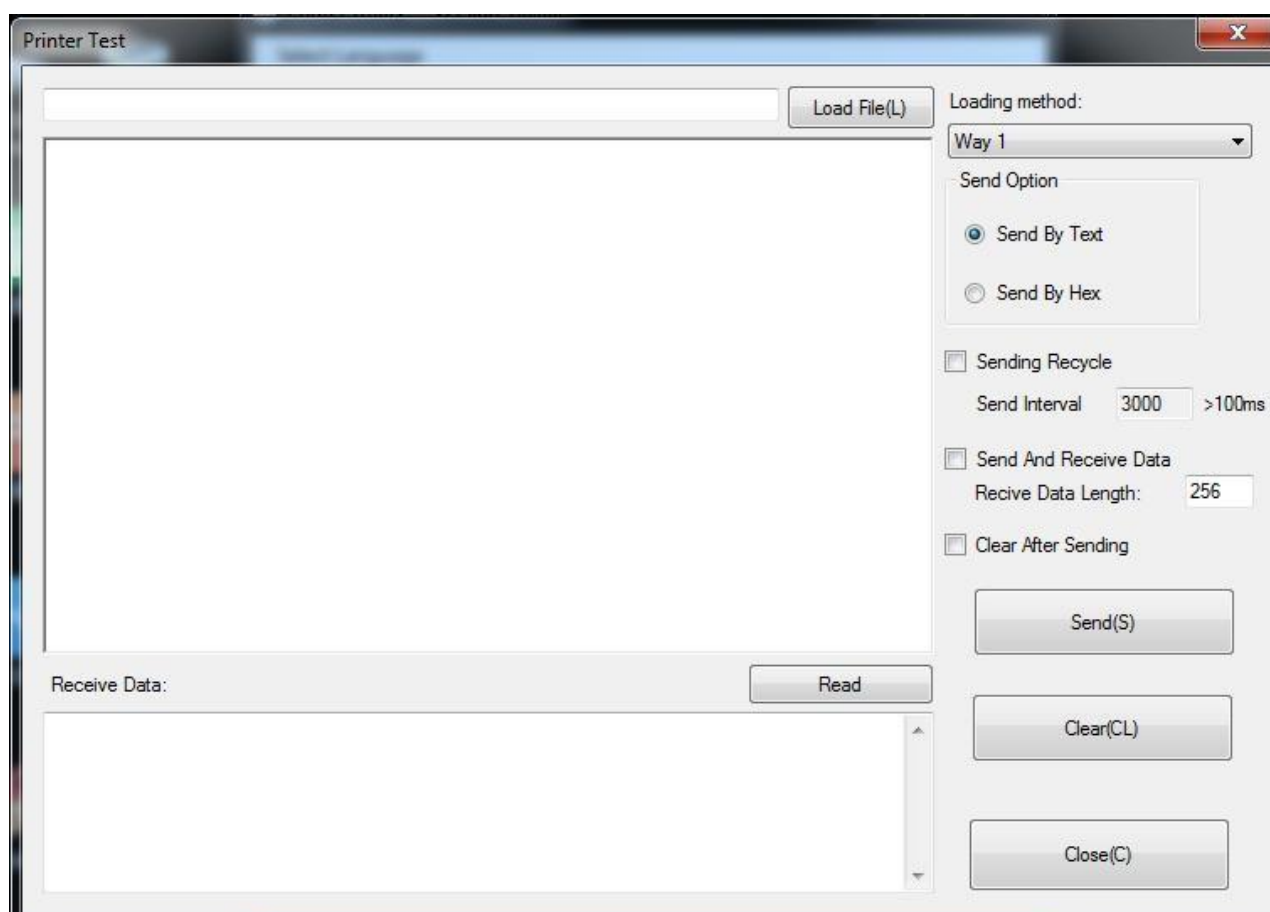 Printer Test
Select Language
Load File(L)
Loading method:
Way 1
Send Option
Send By Text
Send By Hex
Sending Recycle
Send Interval 3000 >100ms
Send And Receive Data
Recive Data Length: 256
Clear After Sending
Send(S)
Receive Data:
Read
Clear(CL)
Close(C)